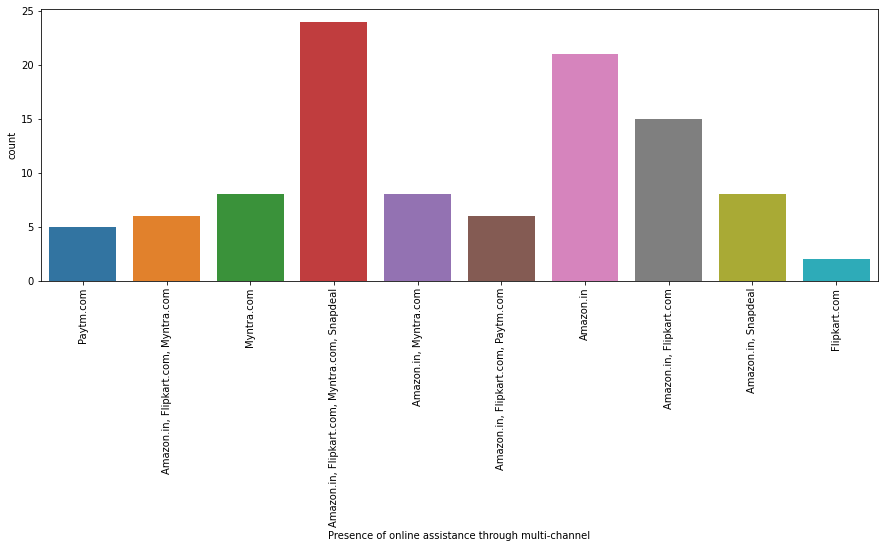 25
20
15
10
5
0
count
Paytm.com
Amazon.in, Flipkart.com, Myntra.com
Myntra.com
Amazon.in, Flipkart.com, Myntra.com, Snapdeal
Amazon.in, Myntra.com
Amazon.in, Flipkart.com, Paytm.com
Amazon.in
Amazon.in, Flipkart.com
Amazon.in, Snapdeal
Flipkart.com
Presence of online assistance through multi-channel